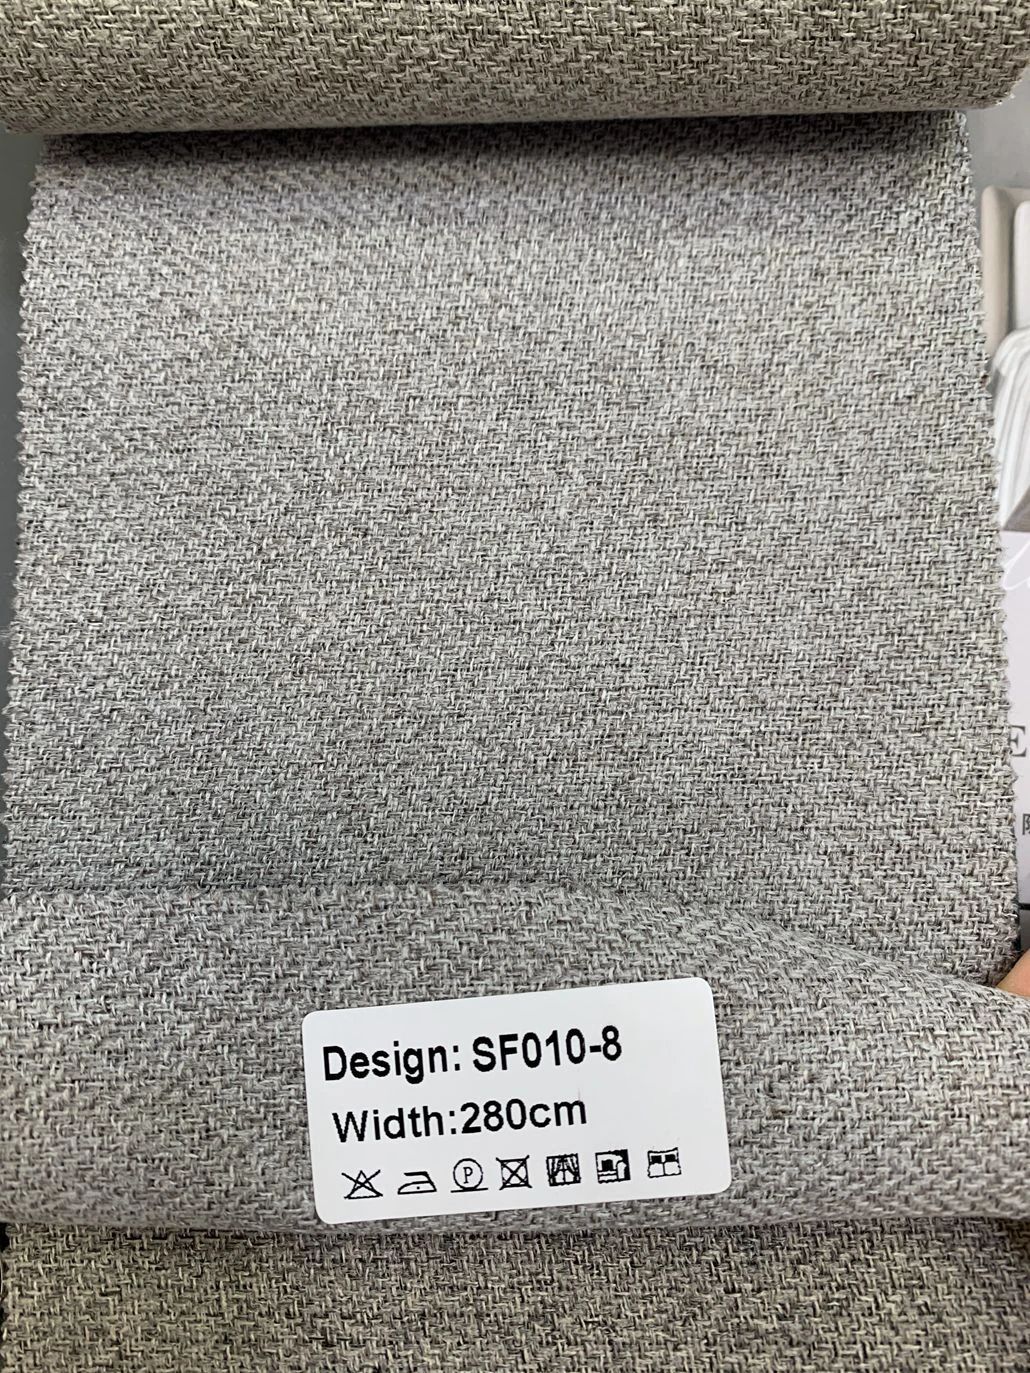 Design: SF010-8
Width:280cm
P
E